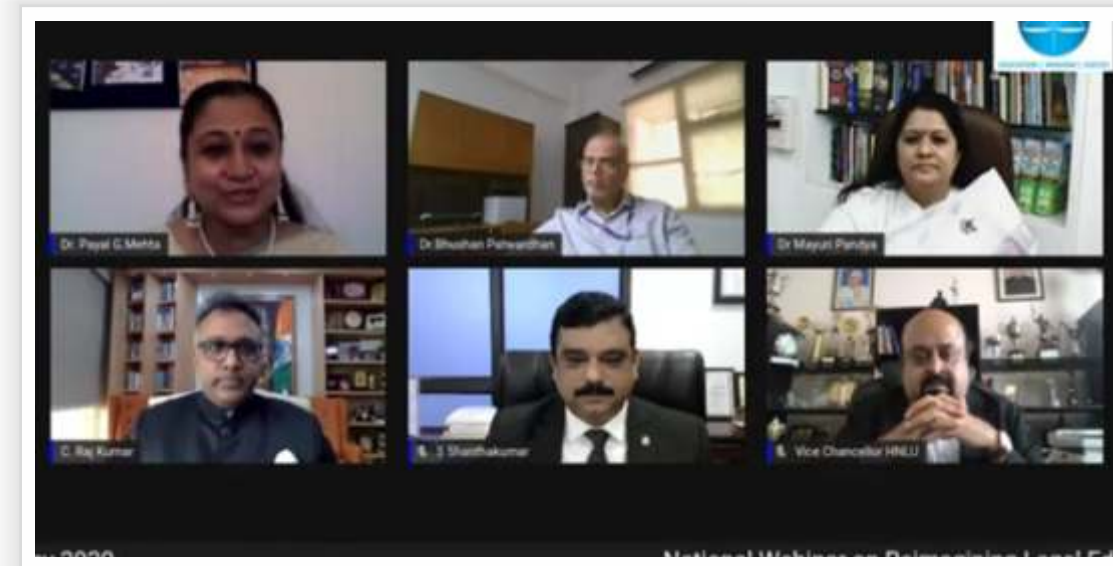 Dr. Payal G.Mehta
Dr.Bhushan Patwardhan
Dr Mayuri Pandya
C. Raj Kumar
S Shanthakumar
Vice Chancellor HNLU
2020
National Webinar on Reimagining Legal Ed